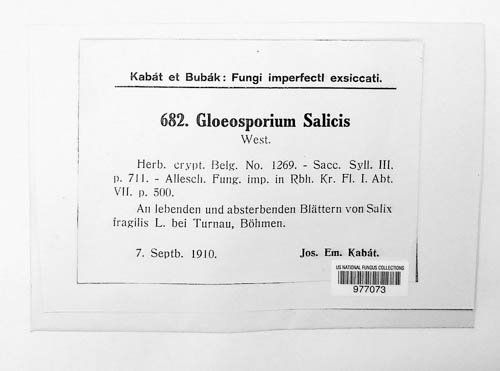 Kabát et Bubák: Fungi imperfecti exsiccati.
682. Gloeosporium Salicis
West.
Herb. crypt. Belg. No. 1269. - Sacc. Syll. III.
p. 711. - Allesch. Fung. imp. in Rbh. Kr. Fl. I. Abt.
VII. p. 500.
An lebenden und absterbenden Blättern von Salix
fragilis L. bei Turnau, Böhmen.
7. Septb. 1910. Jos. Em. Kabát.
US NATIONAL FUNGUS COLLECTIONS
977073